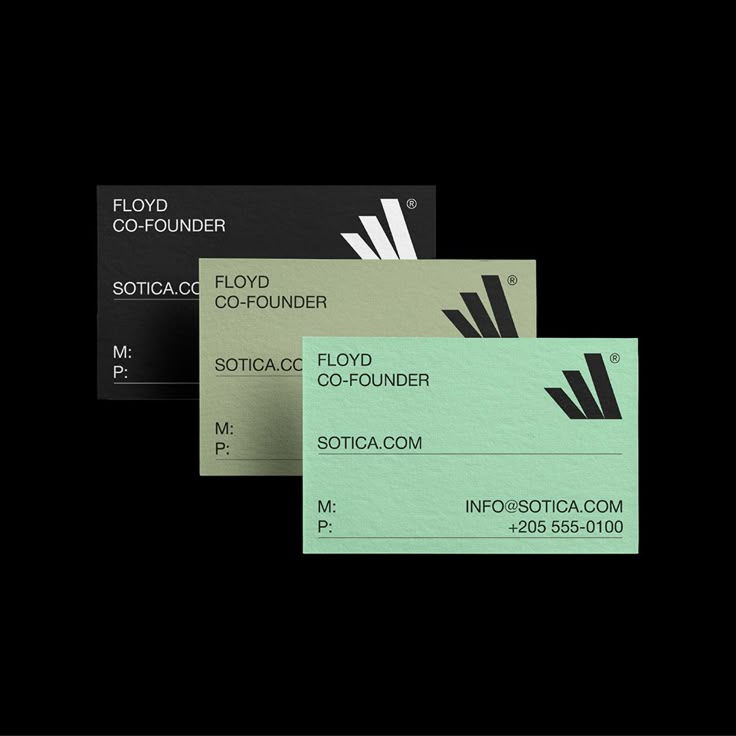 FLOYD
CO-FOUNDER
®
SOTICA.CO
M:
P:
FLOYD
CO-FOUNDER
®
SOTICA.CO
M:
P:
FLOYD
CO-FOUNDER
®
SOTICA.COM
M: INFO@SOTICA.COM
P: +205 555-0100